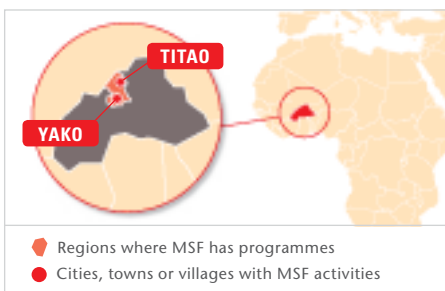 TITAO
YAKO
Regions where MSF has programmes
Cities, towns or villages with MSF activities